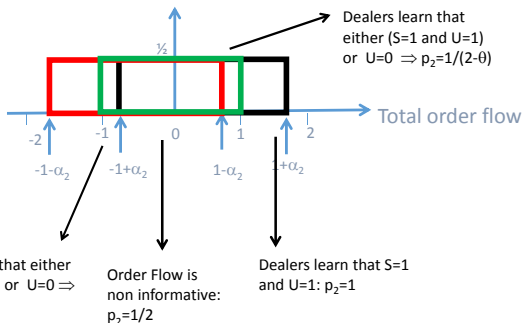 Dealers learn that
either (S=1 and U=1)
or U=0 ⇒ p₂=1/(2-θ)
½
Total order flow
-2
-1
0
1
2
-1-α₂
-1+α₂
1-α₂
1+α₂
that either
or U=0 ⇒
Order Flow is
non informative:
p₂=1/2
Dealers learn that S=1
and U=1: p₂=1